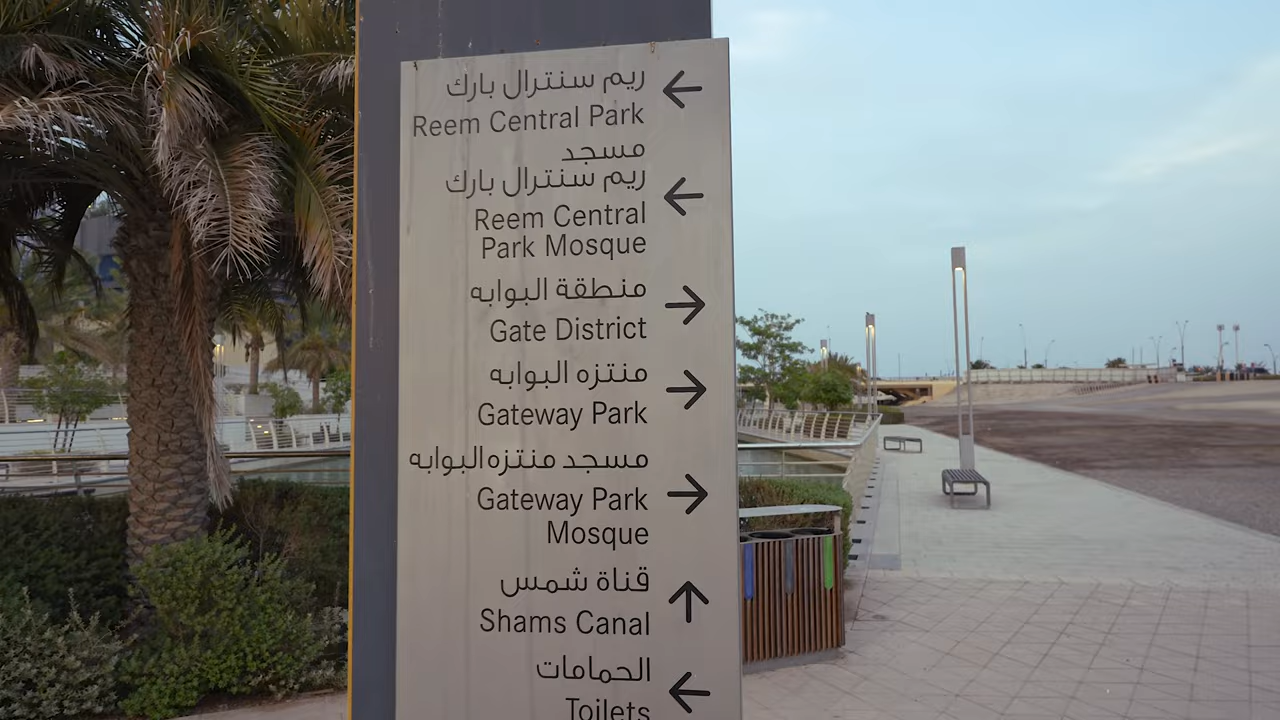 ريم سنترال بارك
Reem Central Park
مسجد
ريم سنترال بارك
Reem Central
Park Mosque
منطقة البوابه
Gate District
منتزه البوابه
Gateway Park
مسجد منتزه البوابه
Gateway Park
Mosque
قناة شمس
Shams Canal
الحمامات
Toilets